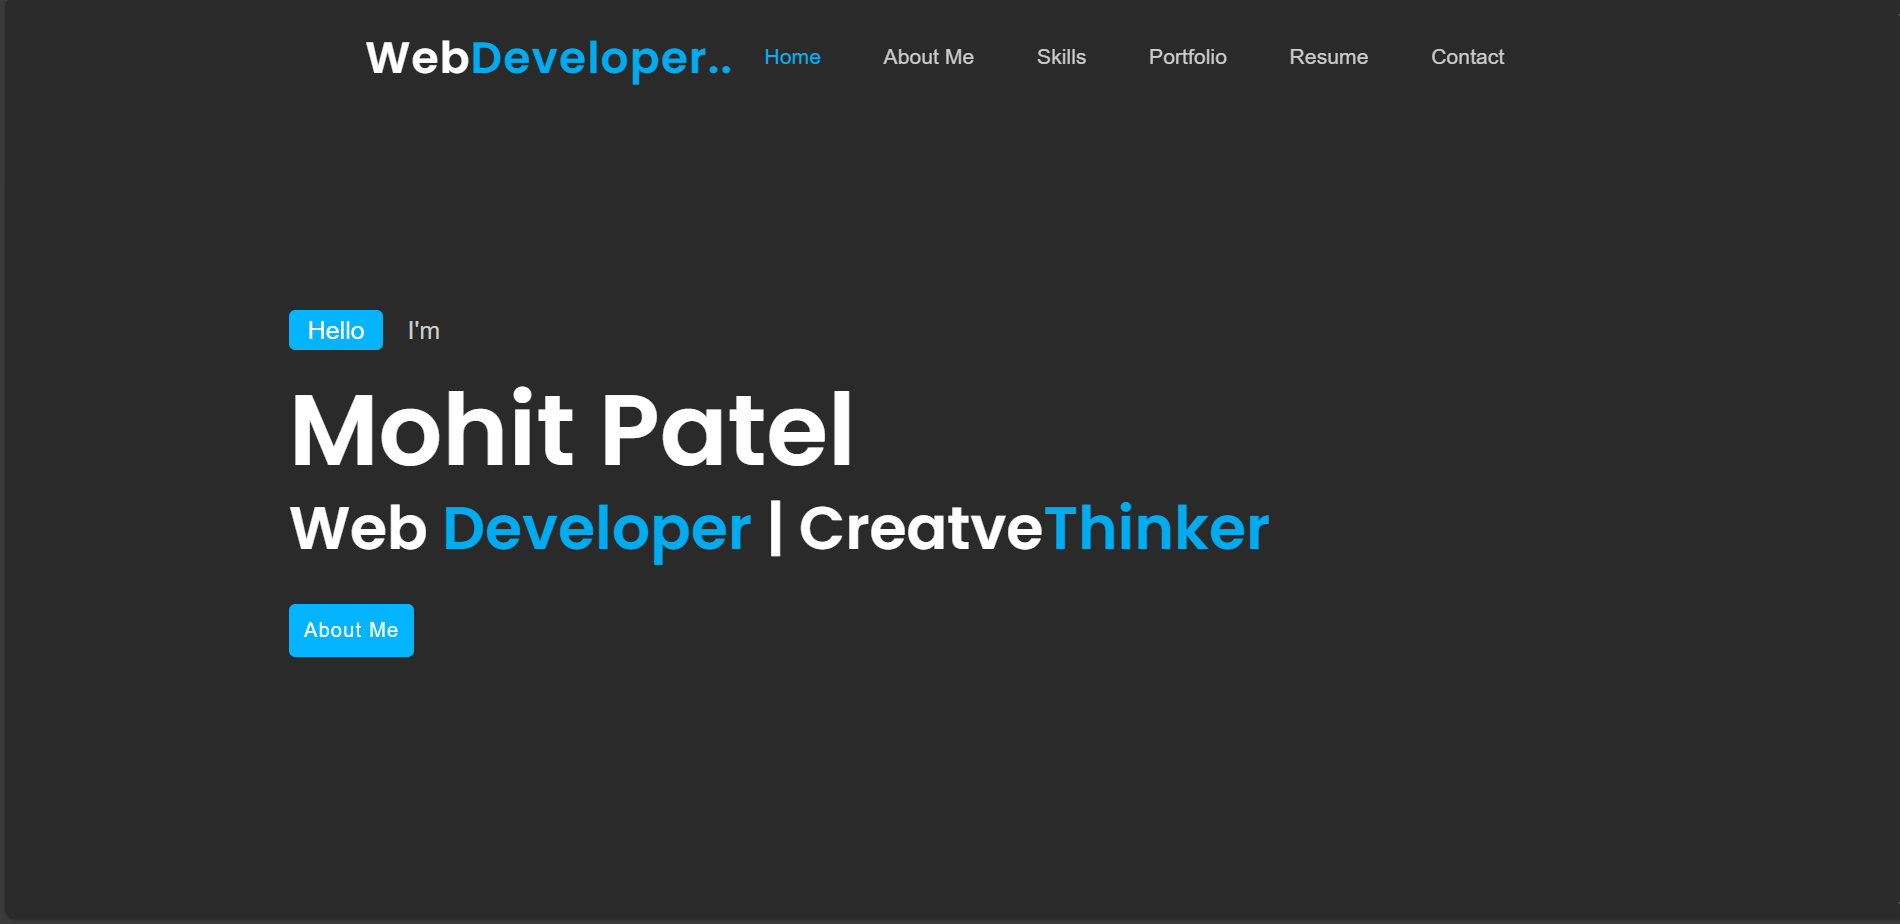 WebDeveloper.. Home About Me Skills Portfolio Resume Contact
Hello I'm
Mohit Patel
Web Developer | CreatveThinker
About Me